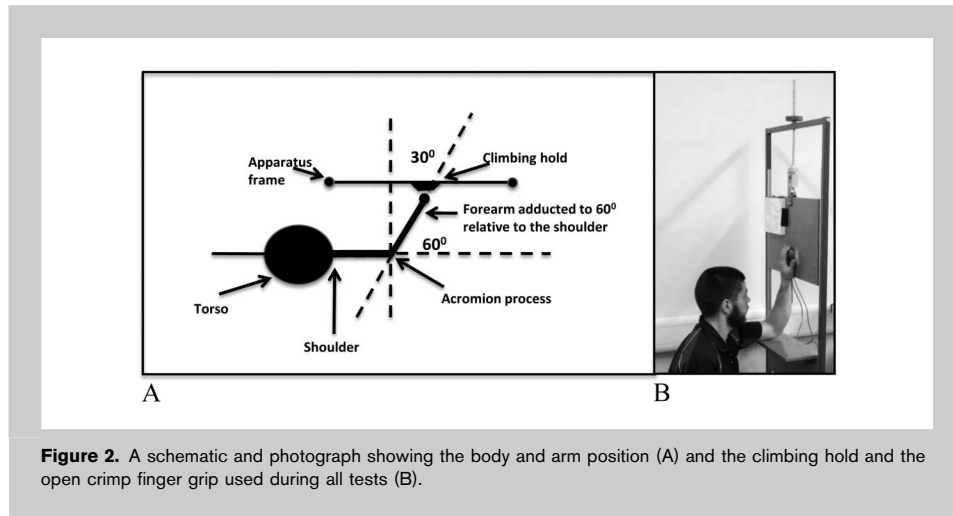 Apparatus
frame
30⁰
Climbing hold
Forearm adducted to 60⁰
relative to the shoulder
60⁰
Acromion process
Torso
Shoulder
A
B
Figure 2. A schematic and photograph showing the body and arm position (A) and the climbing hold and the
open crimp finger grip used during all tests (B).